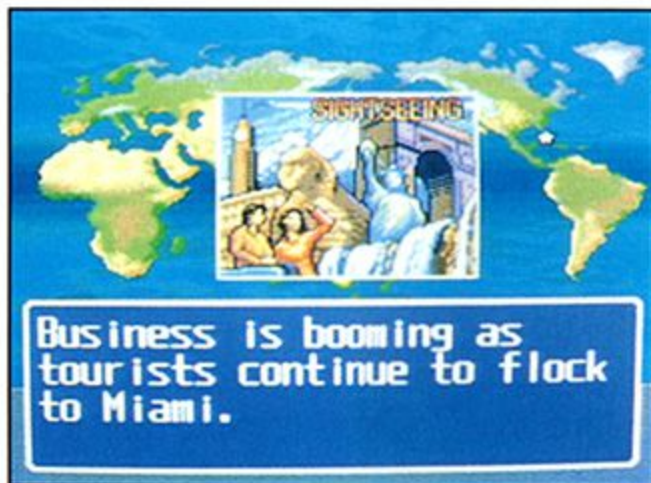 SIGHTSEEING
Business is booming as
tourists continue to flock
to Miami.